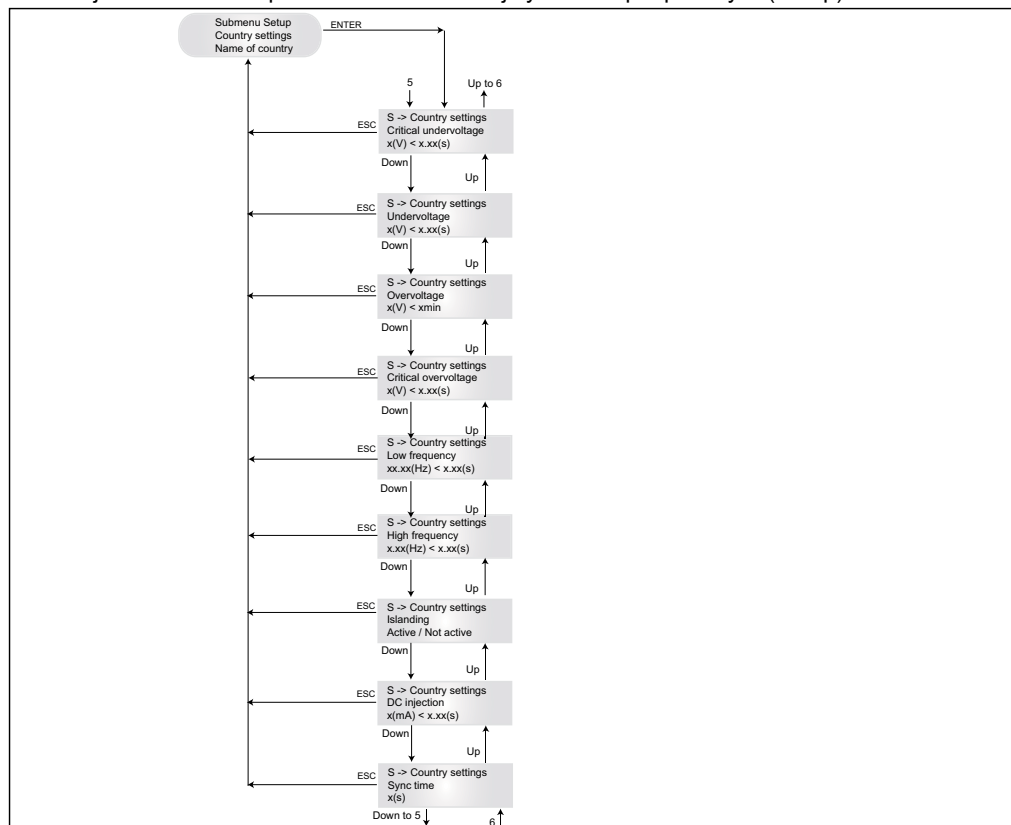 Submenu Setup
Country settings
Name of country
ENTER
5
Up to 6
S -> Country settings
Critical undervoltage
x(V) < x.xx(s)
ESC
Down
Up
S -> Country settings
Undervoltage
x(V) < x.xx(s)
ESC
Down
Up
S -> Country settings
Overvoltage
x(V) < xmin
ESC
Down
Up
S -> Country settings
Critical overvoltage
x(V) < x.xx(s)
ESC
Down
Up
S -> Country settings
Low frequency
xx.xx(Hz) < x.xx(s)
ESC
Down
Up
S -> Country settings
High frequency
x.xx(Hz) < x.xx(s)
ESC
Down
Up
S -> Country settings
Islanding
Active / Not active
ESC
Down
Up
S -> Country settings
DC injection
x(mA) < x.xx(s)
ESC
Down
Up
S -> Country settings
Sync time
x(s)
ESC
Down to 5
6